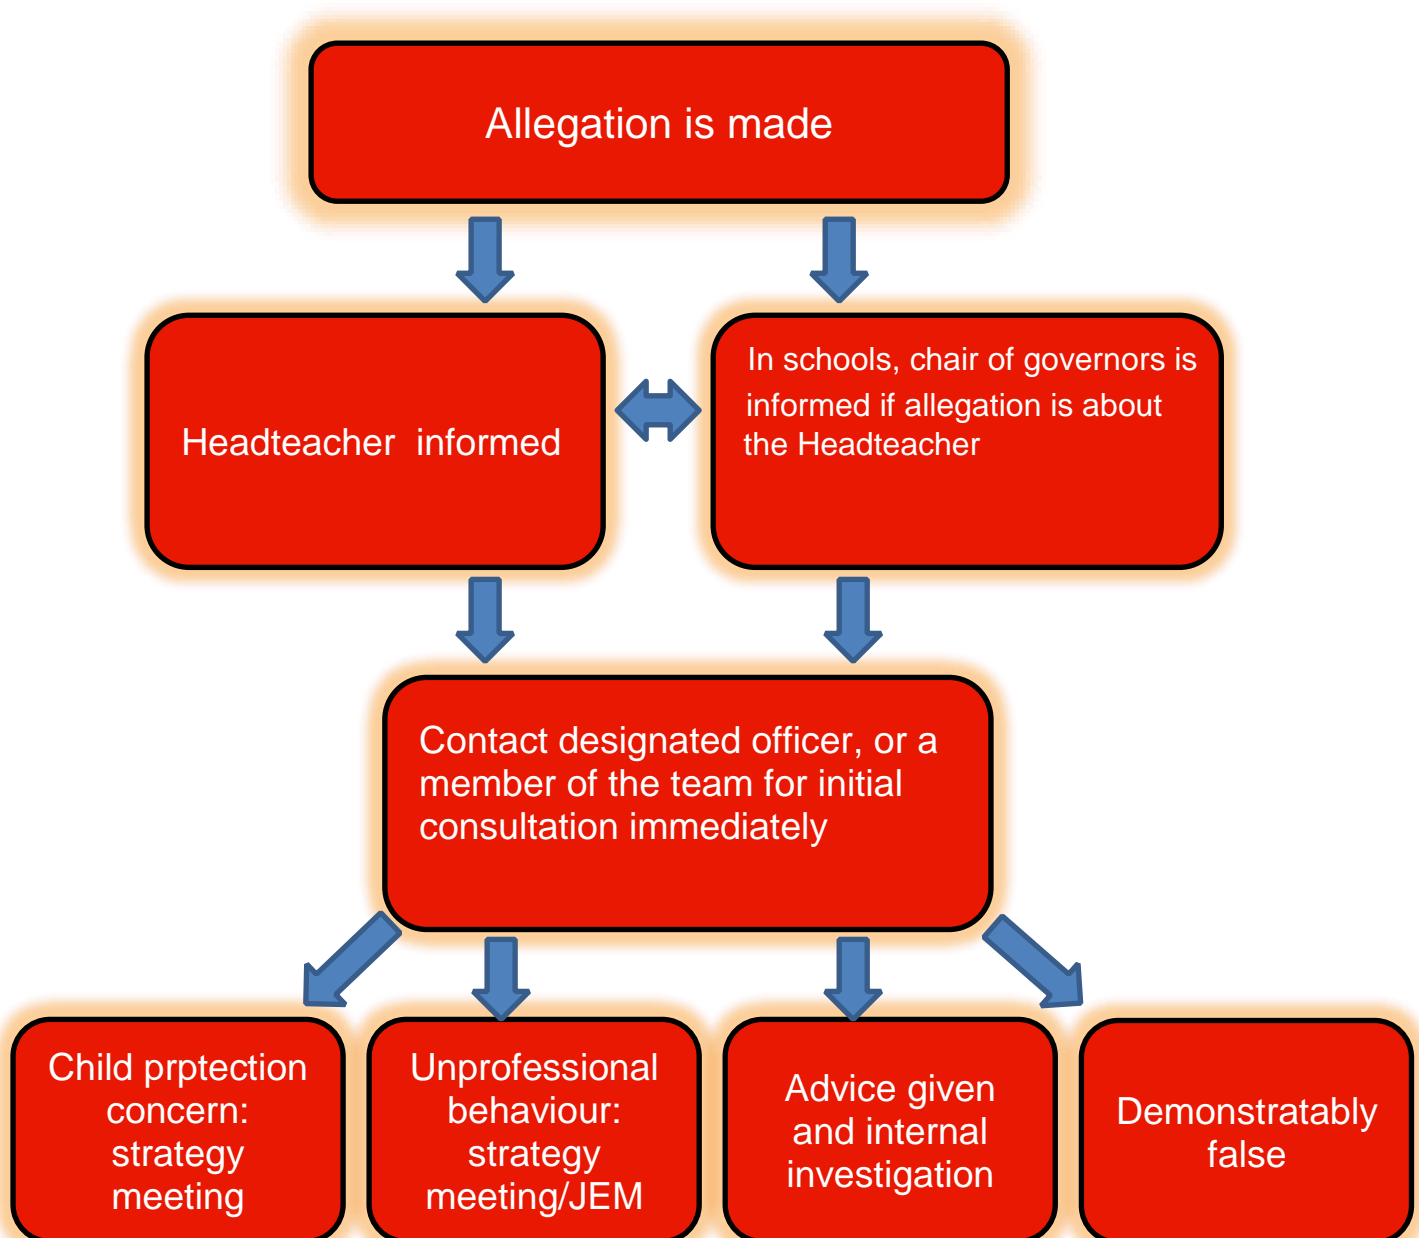 Allegation is made
Headteacher  informed
In schools, chair of governors is
informed if allegation is about
the Headteacher
Contact designated officer, or a
member of the team for initial
consultation immediately
Child prptection
concern:
strategy
meeting
Unprofessional
behaviour:
strategy
meeting/JEM
Advice given
and internal
investigation
Demonstratably
false